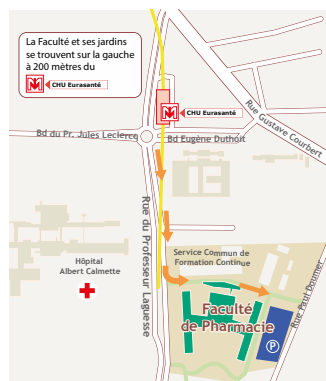 La Faculté et ses jardins
se trouvent sur la gauche
à 200 mètres du
CHU Eurasanté
CHU Eurasanté
Rue Gustave Courbert
Bd du Pr. Jules Leclercq
Bd Eugène Duthoit
Rue du Professeur Laguesse
Service Commun de
Formation Continue
Hôpital
Albert Calmette
Faculté
de Pharmacie
Rue Paul Doumer
P